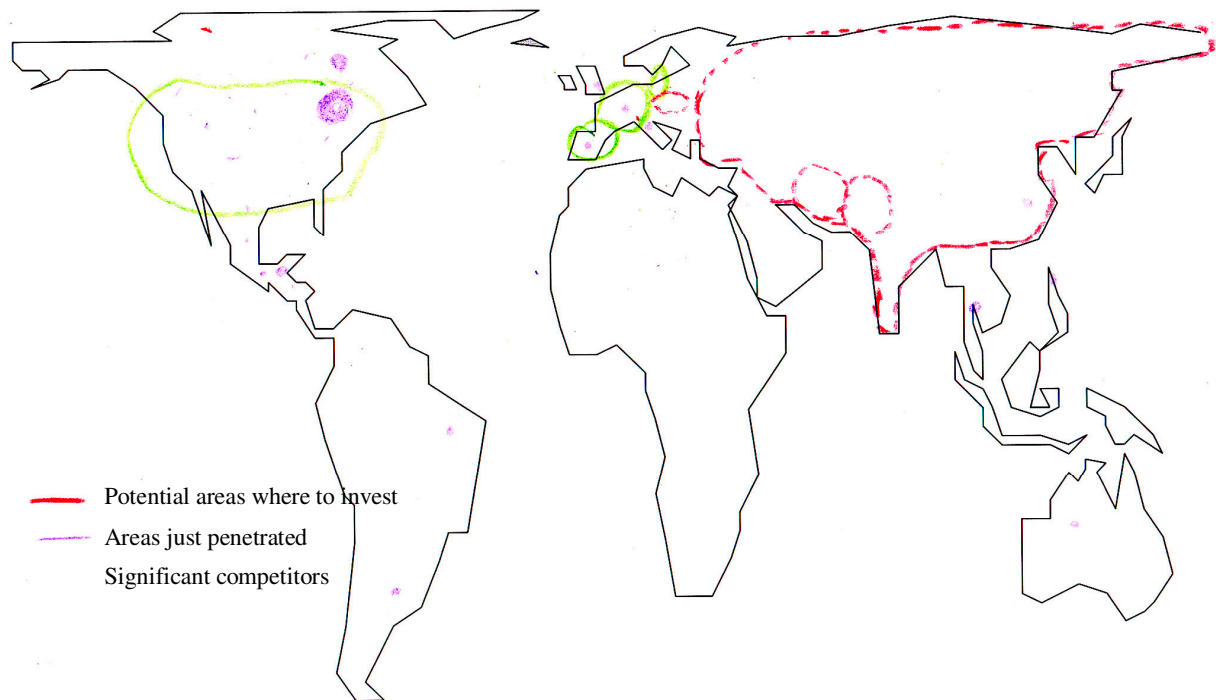 Potential areas where to invest
Areas just penetrated
Significant competitors